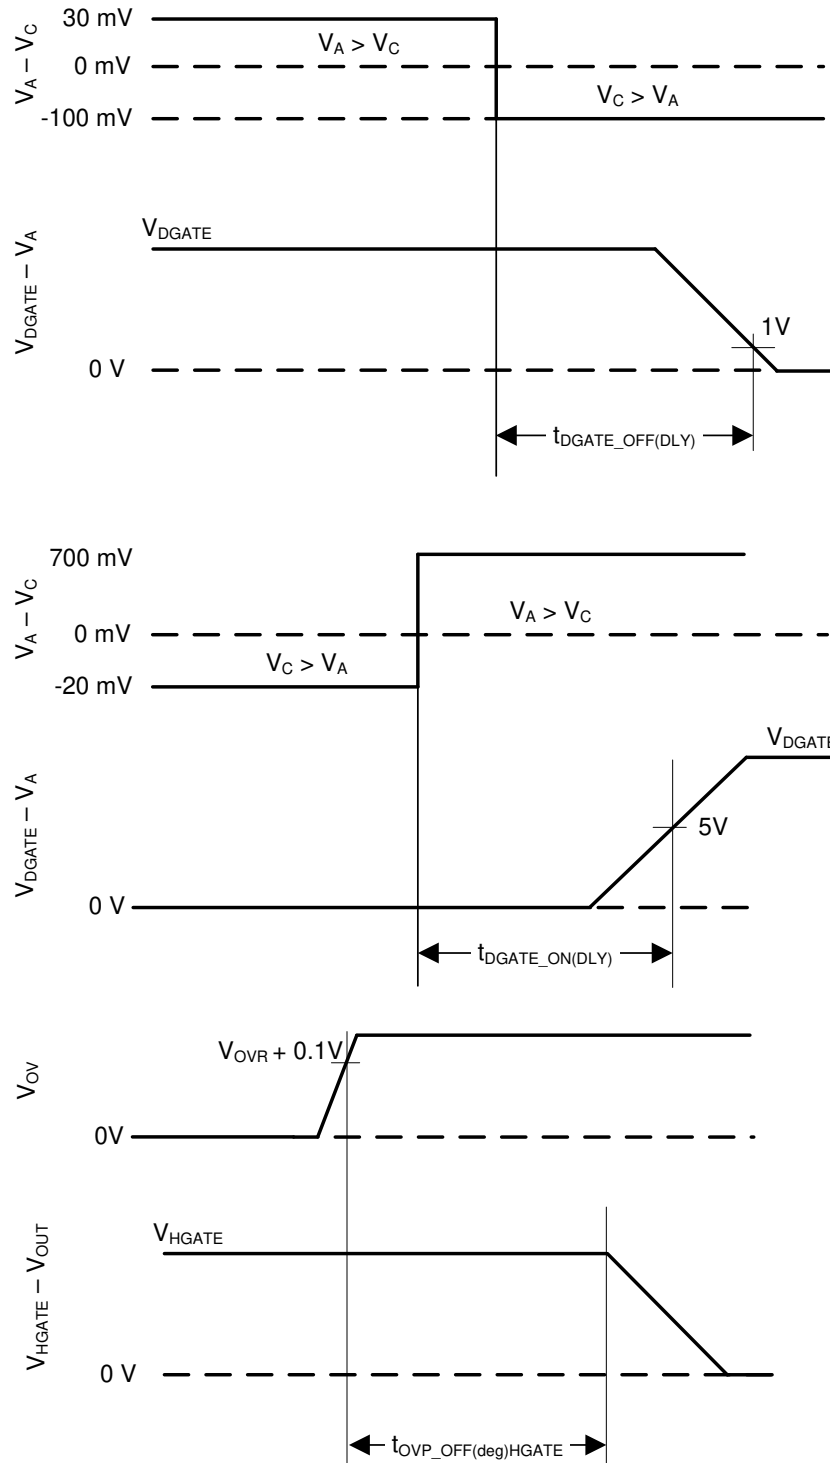 30 mV
V_A – V_C
V_A > V_C
0 mV
V_C > V_A
-100 mV
V_DGATE
V_DGATE – V_A
1V
0 V
t_DGATE_OFF(DLY)
700 mV
V_A – V_C
V_A > V_C
0 mV
V_C > V_A
-20 mV
V_DGATE
V_DGATE – V_A
5V
0 V
t_DGATE_ON(DLY)
V_OVR + 0.1V
V_OV
0V
V_HGATE
V_HGATE – V_OUT
0 V
t_OVP_OFF(deg)HGATE